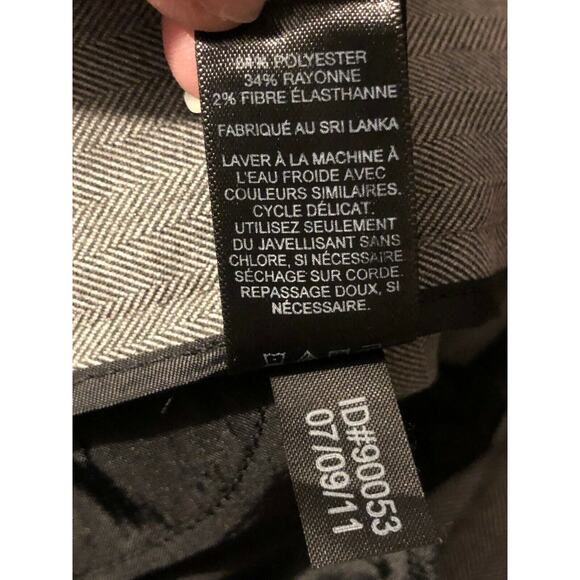 64% POLYESTER
34% RAYONNE
2% FIBRE ÉLASTHANNE
FABRIQUÉ AU SRI LANKA
LAVER À LA MACHINE À
L'EAU FROIDE AVEC
COULEURS SIMILAIRES.
CYCLE DÉLICAT.
UTILISEZ SEULEMENT
DU JAVELLISANT SANS
CHLORE, SI NÉCESSAIRE
SÉCHAGE SUR CORDE.
REPASSAGE DOUX, SI
NÉCESSAIRE.
ID#90053
07/09/11